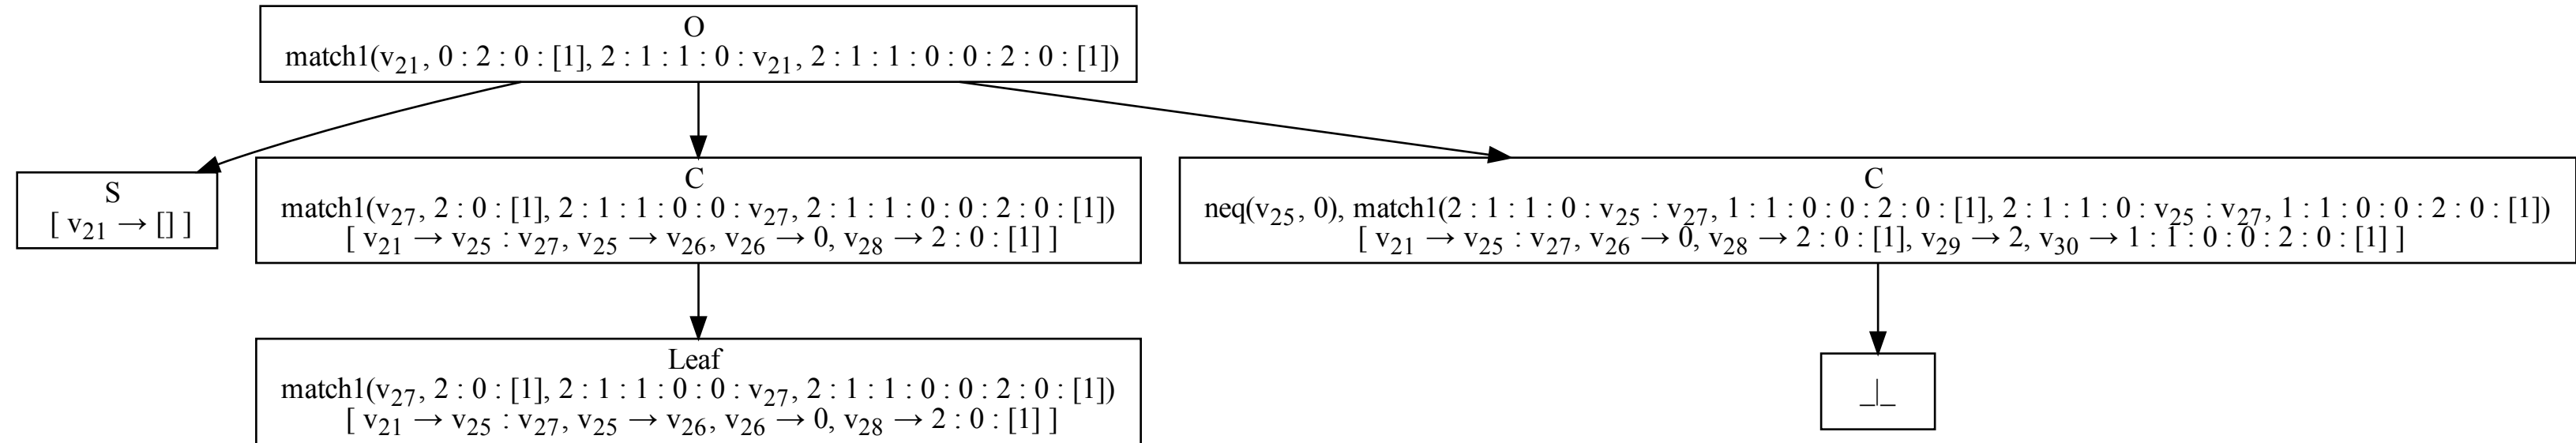 O
match1(v₂₁, 0 : 2 : 0 : [1], 2 : 1 : 1 : 0 : v₂₁, 2 : 1 : 1 : 0 : 0 : 2 : 0 : [1])
S
[ v₂₁ → [] ]
C
match1(v₂₇, 2 : 0 : [1], 2 : 1 : 1 : 0 : 0 : v₂₇, 2 : 1 : 1 : 0 : 0 : 2 : 0 : [1])
[ v₂₁ → v₂₅ : v₂₇, v₂₅ → v₂₆, v₂₆ → 0, v₂₈ → 2 : 0 : [1] ]
C
neq(v₂₅, 0), match1(2 : 1 : 1 : 0 : v₂₅ : v₂₇, 1 : 1 : 0 : 0 : 2 : 0 : [1], 2 : 1 : 1 : 0 : v₂₅ : v₂₇, 1 : 1 : 0 : 0 : 2 : 0 : [1])
[ v₂₁ → v₂₅ : v₂₇, v₂₆ → 0, v₂₈ → 2 : 0 : [1], v₂₉ → 2, v₃₀ → 1 : 1 : 0 : 0 : 2 : 0 : [1] ]
Leaf
match1(v₂₇, 2 : 0 : [1], 2 : 1 : 1 : 0 : 0 : v₂₇, 2 : 1 : 1 : 0 : 0 : 2 : 0 : [1])
[ v₂₁ → v₂₅ : v₂₇, v₂₅ → v₂₆, v₂₆ → 0, v₂₈ → 2 : 0 : [1] ]
_|_